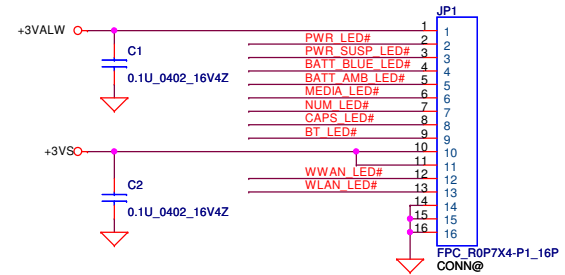 JP1
+3VALW
1 1
PWR_LED# 2 2
PWR_SUSP_LED# 3 3
C1 BATT_BLUE_LED# 4 4
BATT_AMB_LED# 5 5
0.1U_0402_16V4Z MEDIA_LED# 6 6
NUM_LED# 7 7
CAPS_LED# 8 8
BT_LED# 9 9
+3VS 10 10
11 11
WWAN_LED# 12 12
C2 WLAN_LED# 13 13
14 14
0.1U_0402_16V4Z 15 15
16 16
FPC_R0P7X4-P1_16P
CONN@